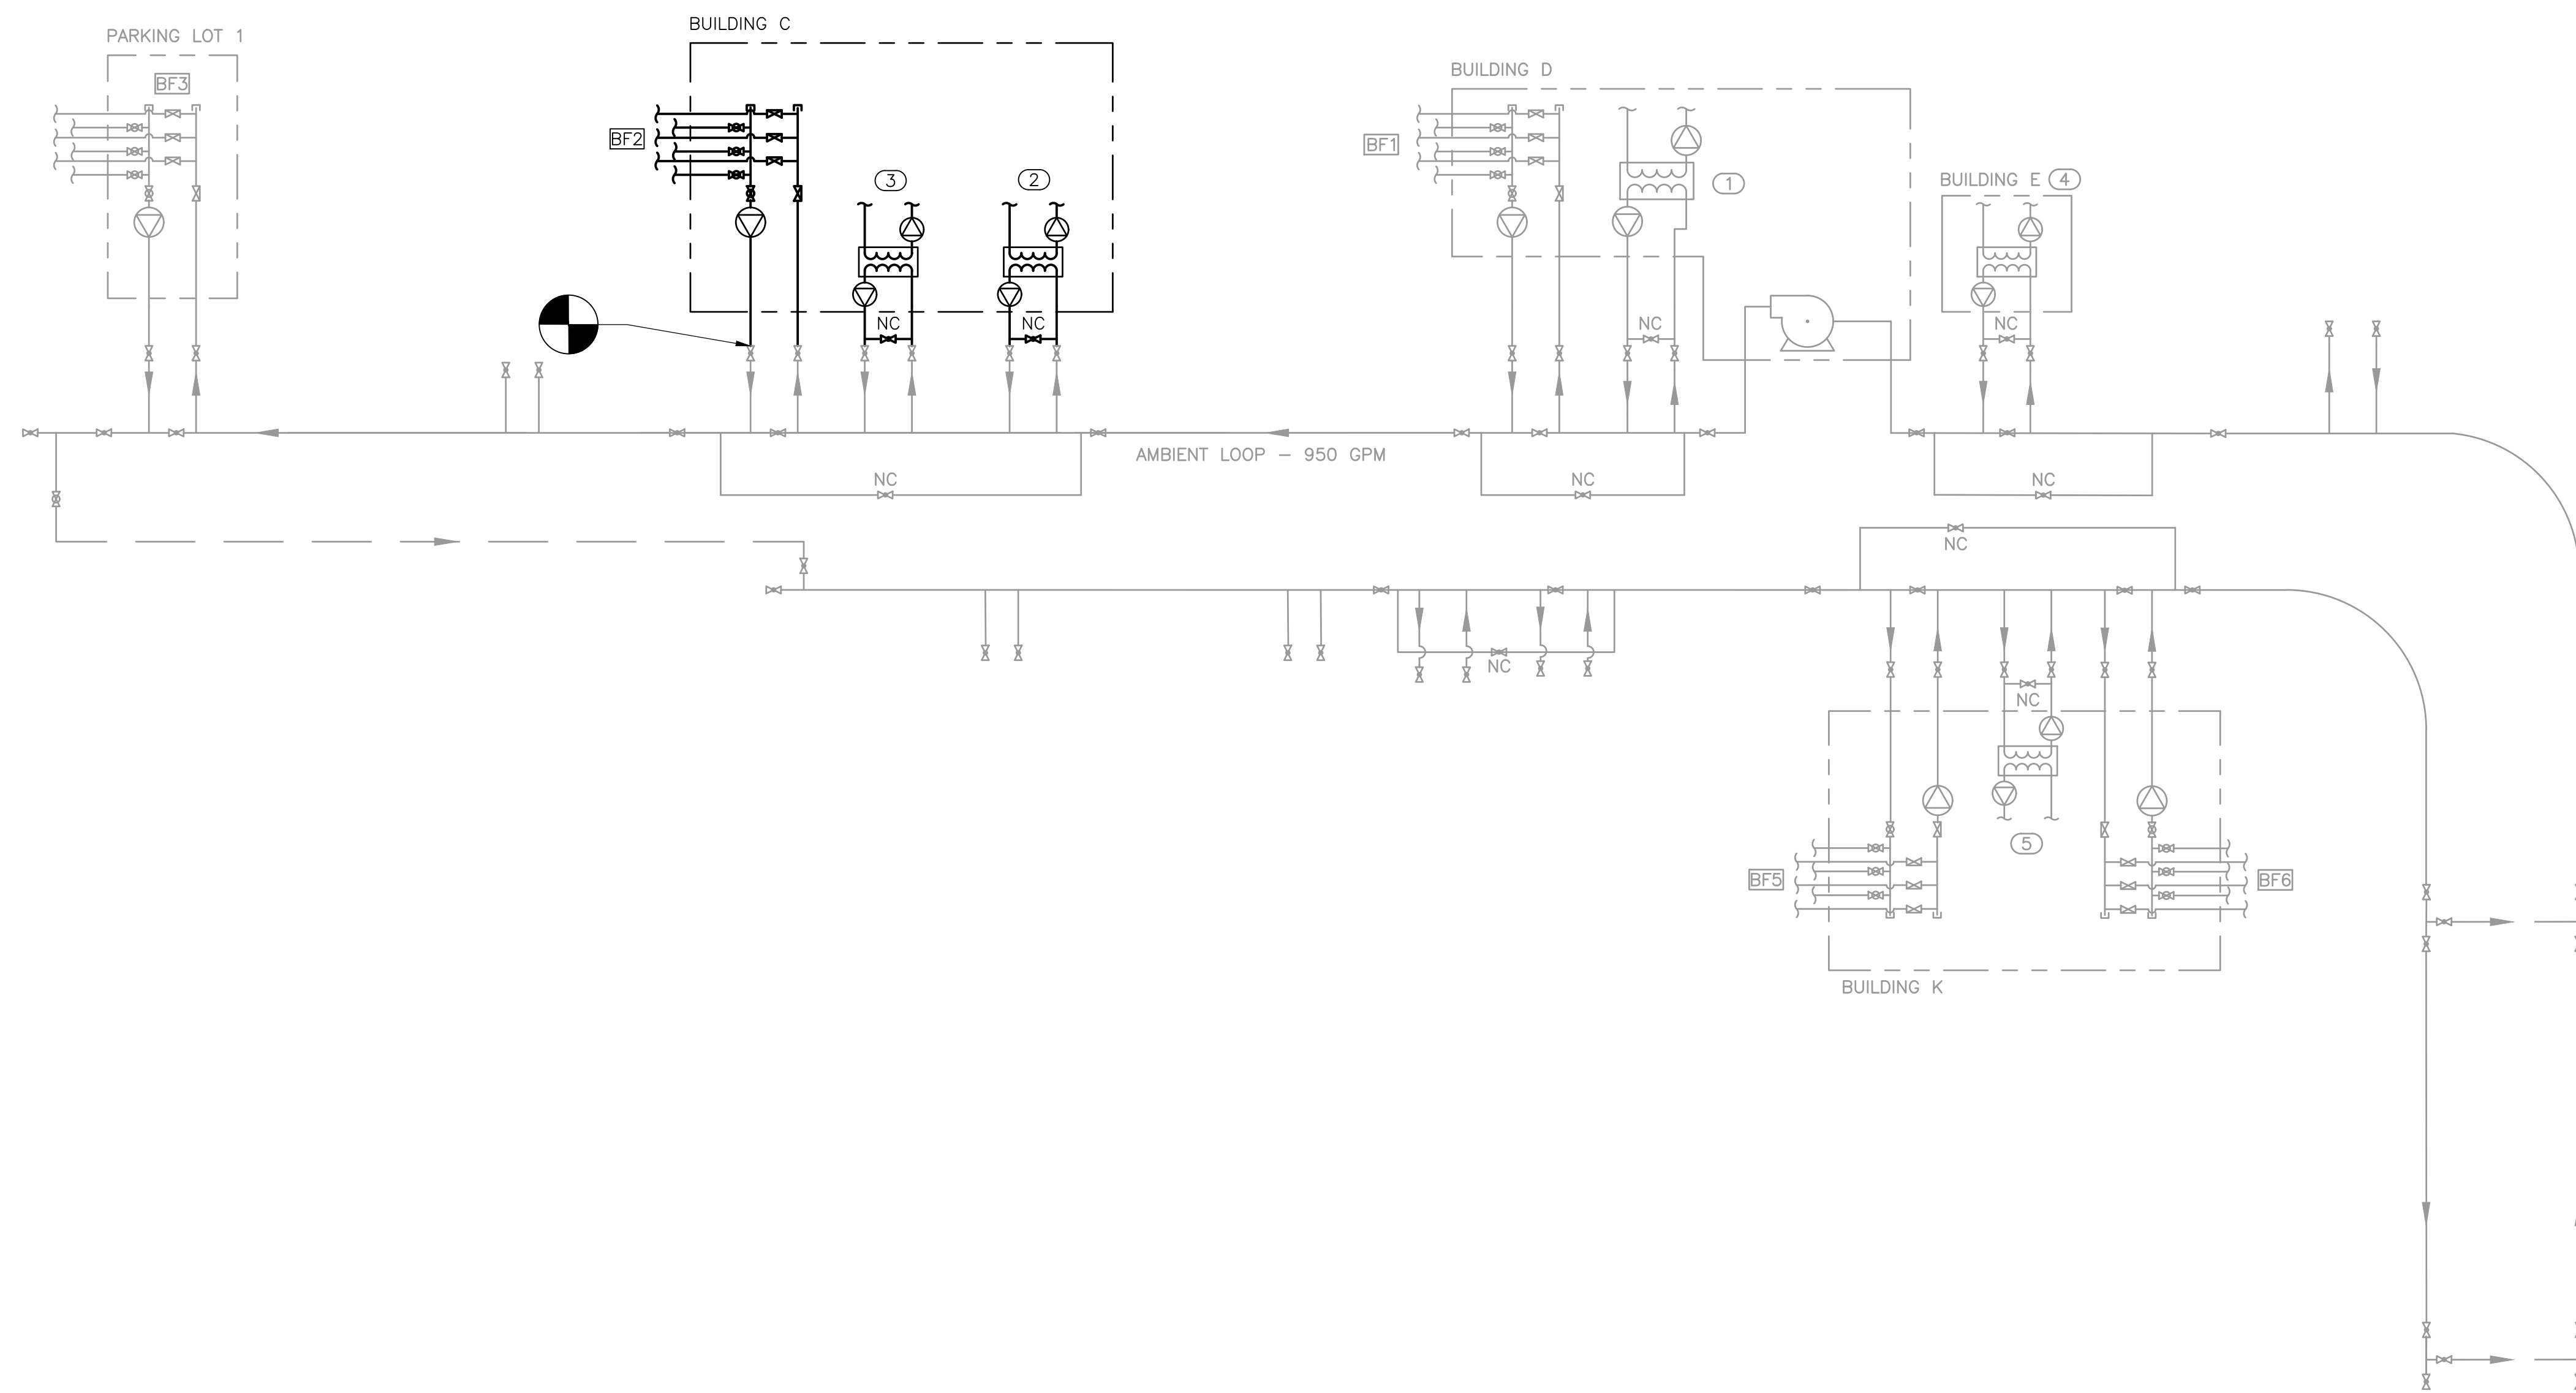 BUILDING C
PARKING LOT 1
BF3
BUILDING D
BF2
BF1
3
2
1
BUILDING E 4
NC
NC
NC
NC
AMBIENT LOOP – 950 GPM
NC
NC
NC
NC
NC
NC
5
BF5
BF6
BUILDING K